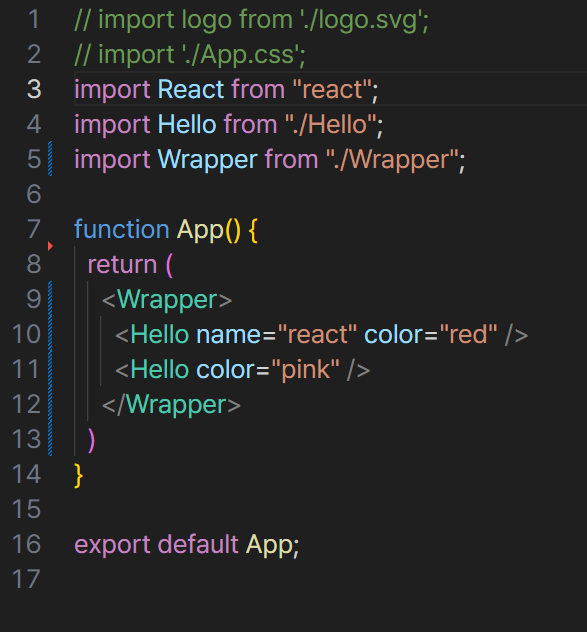 1 // import logo from './logo.svg';
2 // import './App.css';
3 import React from "react";
4 import Hello from "./Hello";
5 import Wrapper from "./Wrapper";
6
7 function App() {
8 return (
9 <Wrapper>
10 <Hello name="react" color="red" />
11 <Hello color="pink" />
12 </Wrapper>
13 )
14 }
15
16 export default App;
17